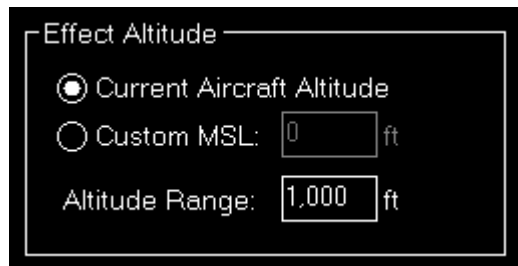 Effect Altitude
Current Aircraft Altitude
Custom MSL: 0 ft
Altitude Range: 1,000 ft